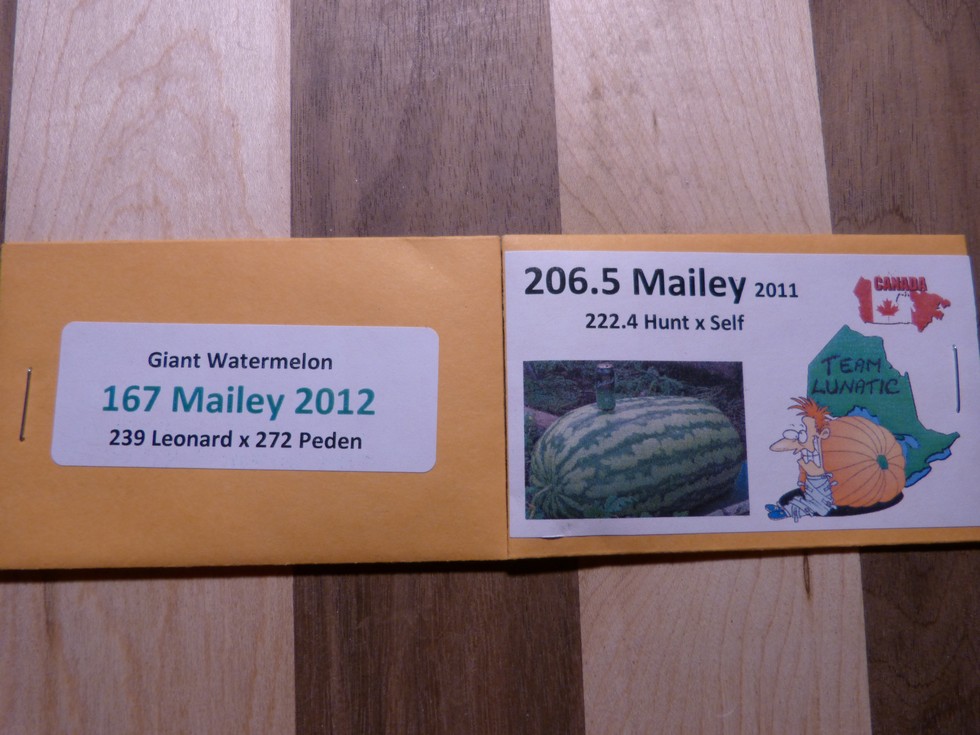 Giant Watermelon
167 Mailey 2012
239 Leonard x 272 Peden
206.5 Mailey 2011
222.4 Hunt x Self
CANADA
TEAM
LUNATIC